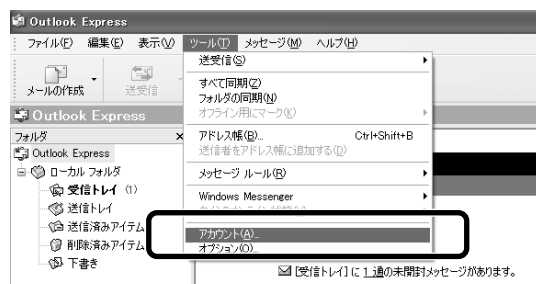 Outlook Express
ファイル(F) 編集(E) 表示(V) ツール(T) メッセージ(M) ヘルプ(H)
メールの作成 送受信
送受信(S)
すべて同期(Z)
フォルダの同期(N)
オフライン用にマーク(K)
アドレス帳(B)... Ctrl+Shift+B
送信者をアドレス帳に追加する(D)
メッセージ ルール(R)
Windows Messenger
アカウント(A)...
オプション(O)...
Outlook Express
フォルダ ×
Outlook Express
ローカル フォルダ
受信トレイ (1)
送信トレイ
送信済みアイテム
削除済みアイテム
下書き
[受信トレイ] に 1 通の未開封メッセージがあります。